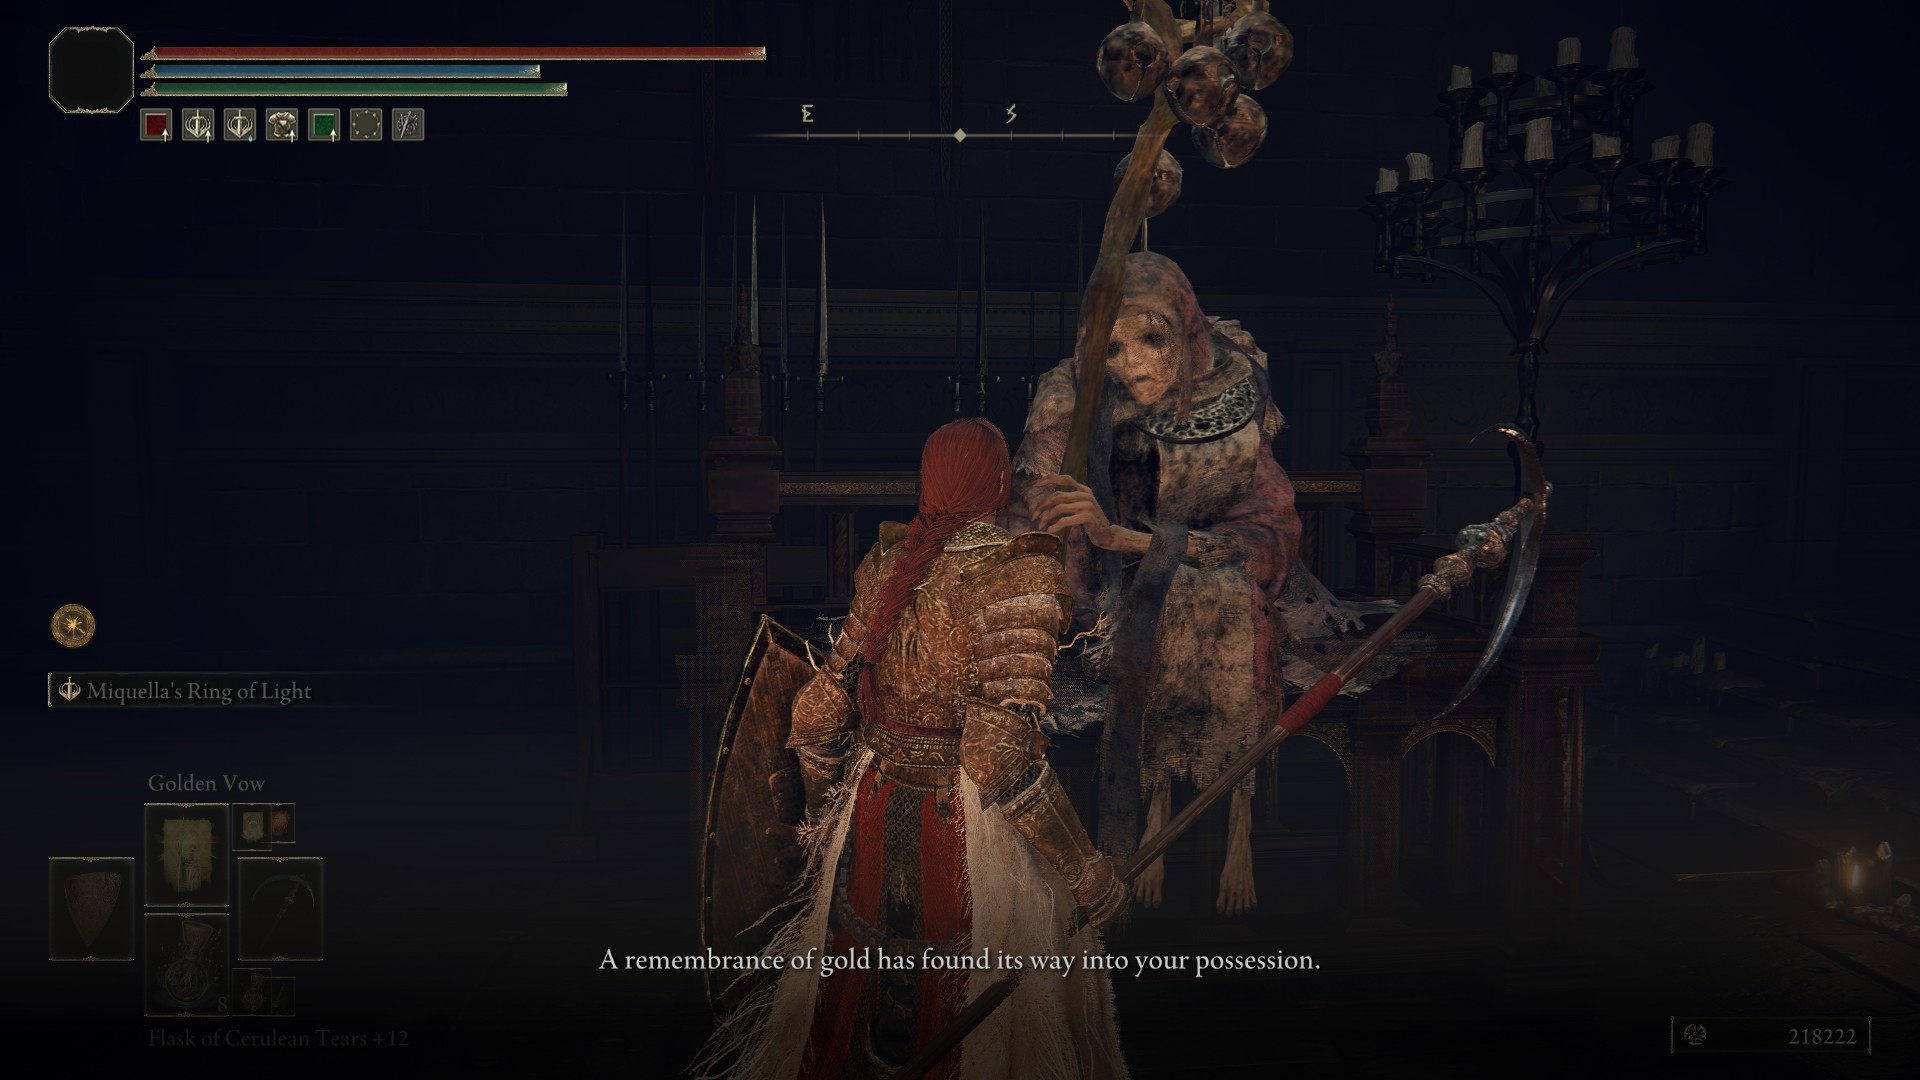 E
S
Miquella's Ring of Light
Golden Vow
8
A remembrance of gold has found its way into your possession.
Flask of Cerulean Tears +12
218222